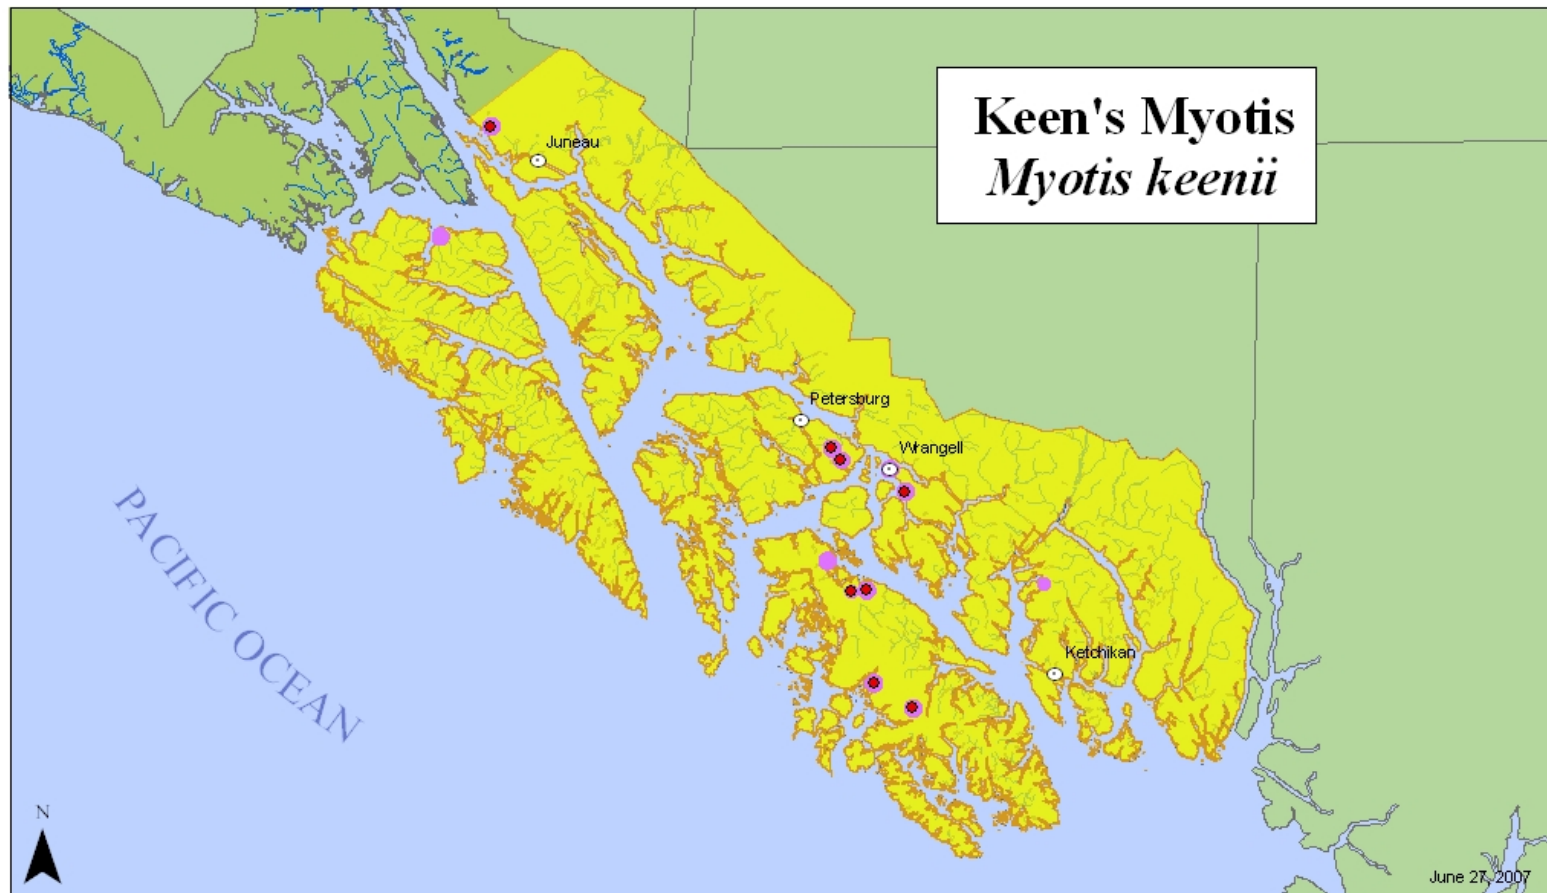 Keen's Myotis
Myotis keenii
Juneau
Petersburg
Wrangell
Ketchikan
PACIFIC OCEAN
N
June 27, 2007